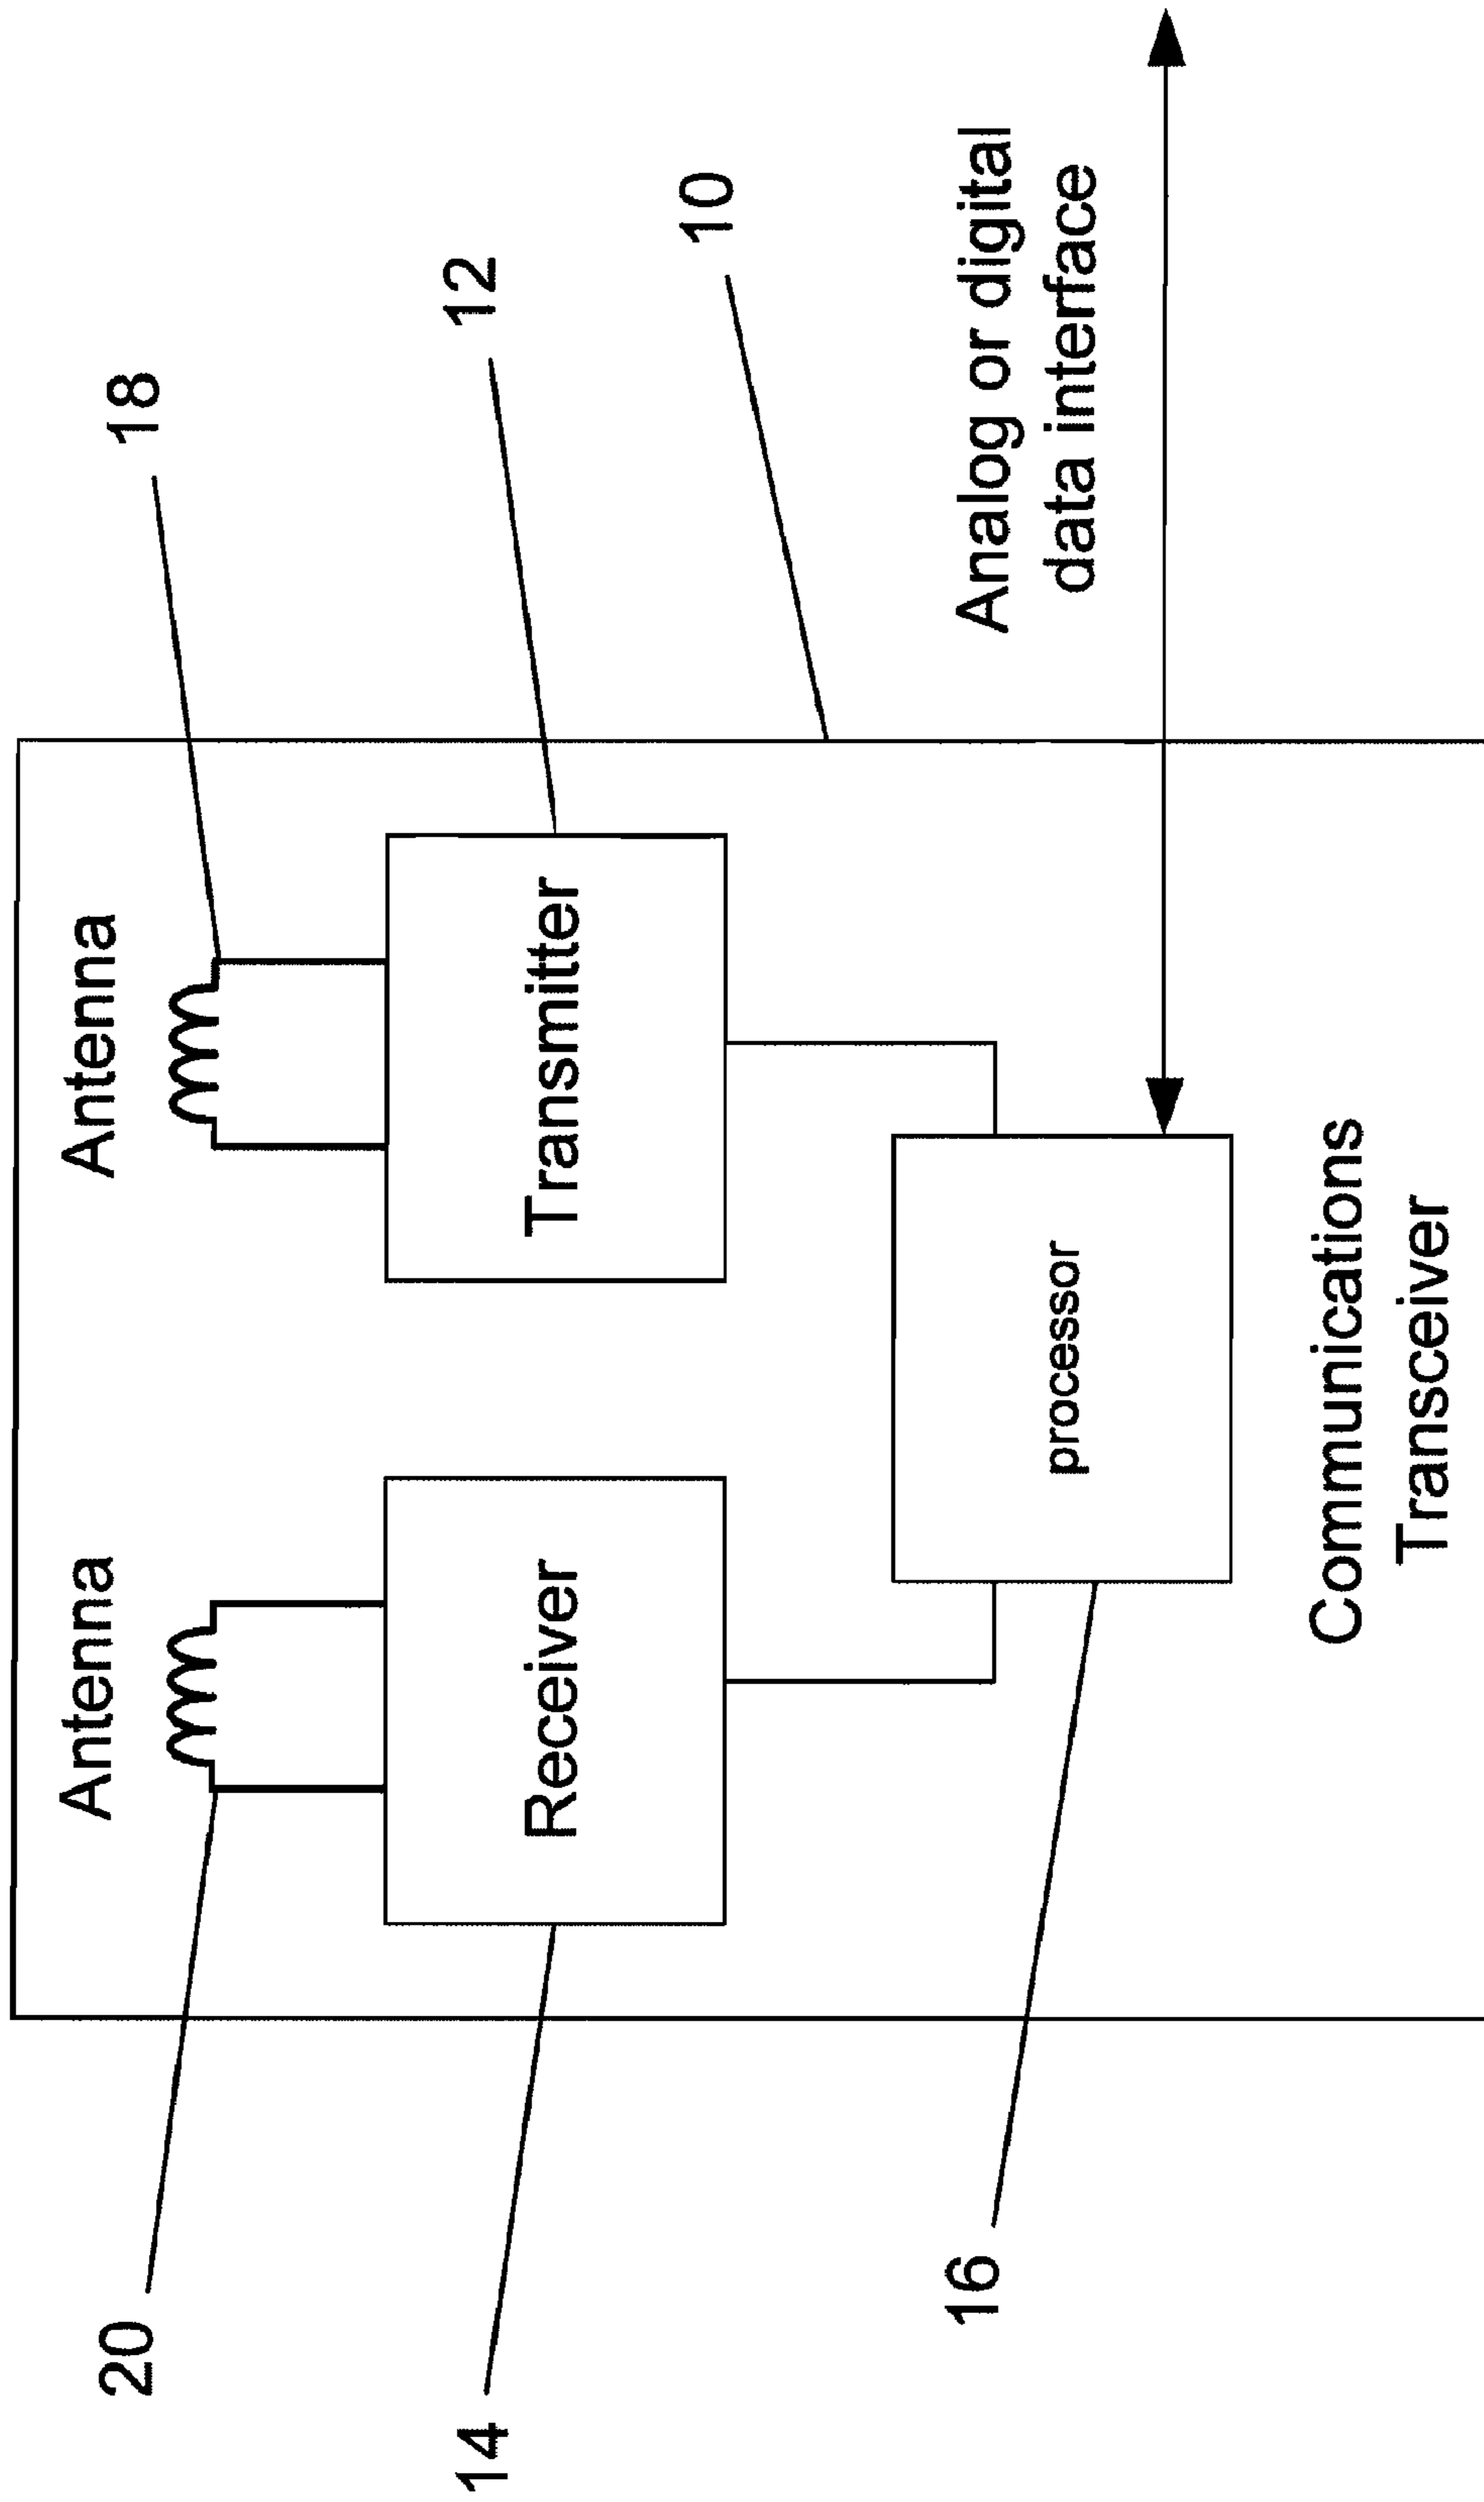 Antenna
Antenna
20
18
Receiver
Transmitter
14
12
10
processor
16
Analog or digital
data interface
Communications
Transceiver